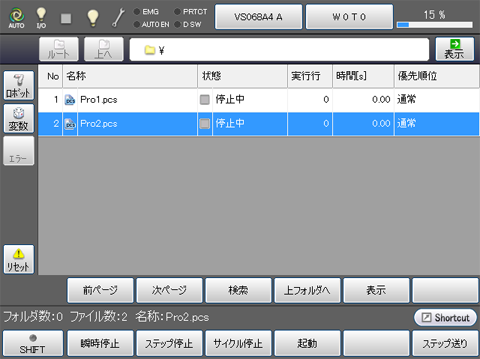 EMG PRTCT VS068A4 A W 0 T 0 15 %
AUTO I/O AUTO EN D SW
ルート 上へ \ 表示
No 名称 状態 実行行 時間[s] 優先順位
1 Pro1.pcs 停止中 0 0.00 通常
2 Pro2.pcs 停止中 0 0.00 通常
ロボット
変数
エラー
リセット
前ページ 次ページ 検索 上フォルダへ 表示
フォルダ数:0 ファイル数:2 名称:Pro2.pcs Shortcut
SHIFT 瞬時停止 ステップ停止 サイクル停止 起動 ステップ送り